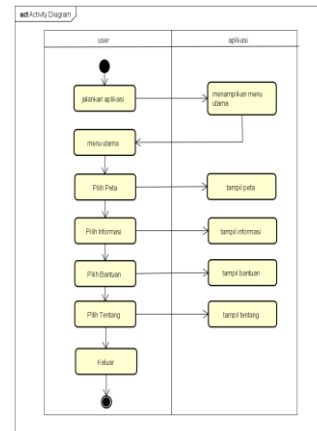 act Activity Diagram
user
aplikasi
jalankan aplikasi
menampilkan menu
utama
menu utama
Pilih Peta
tampil peta
Pilih Informasi
tampil informasi
Pilih Bantuan
tampil bantuan
Pilih Tentang
tampil tentang
Keluar